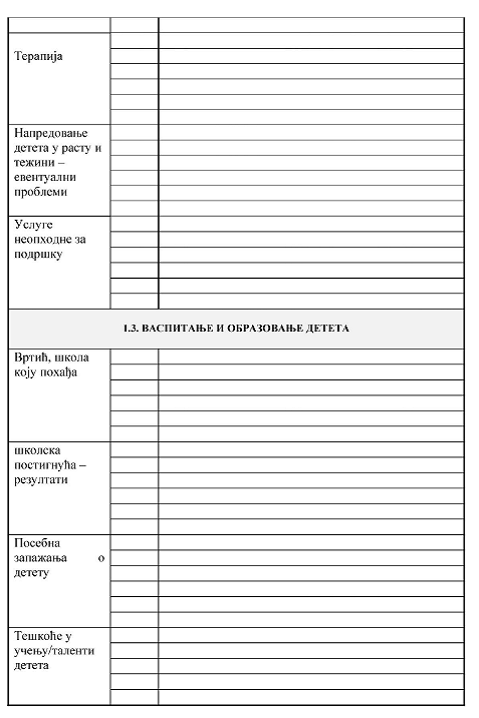 Терапија
Напредовање
детета у расту и
тежини –
евентуални
проблеми
Услуге
неопходне за
подршку
1.3. ВАСПИТАЊЕ И ОБРАЗОВАЊЕ ДЕТЕТА
Вртић, школа
коју похађа
школска
постигнућа –
резултати
Посебна
запажања о
детету
Тешкоће у
учењу/таленти
детета